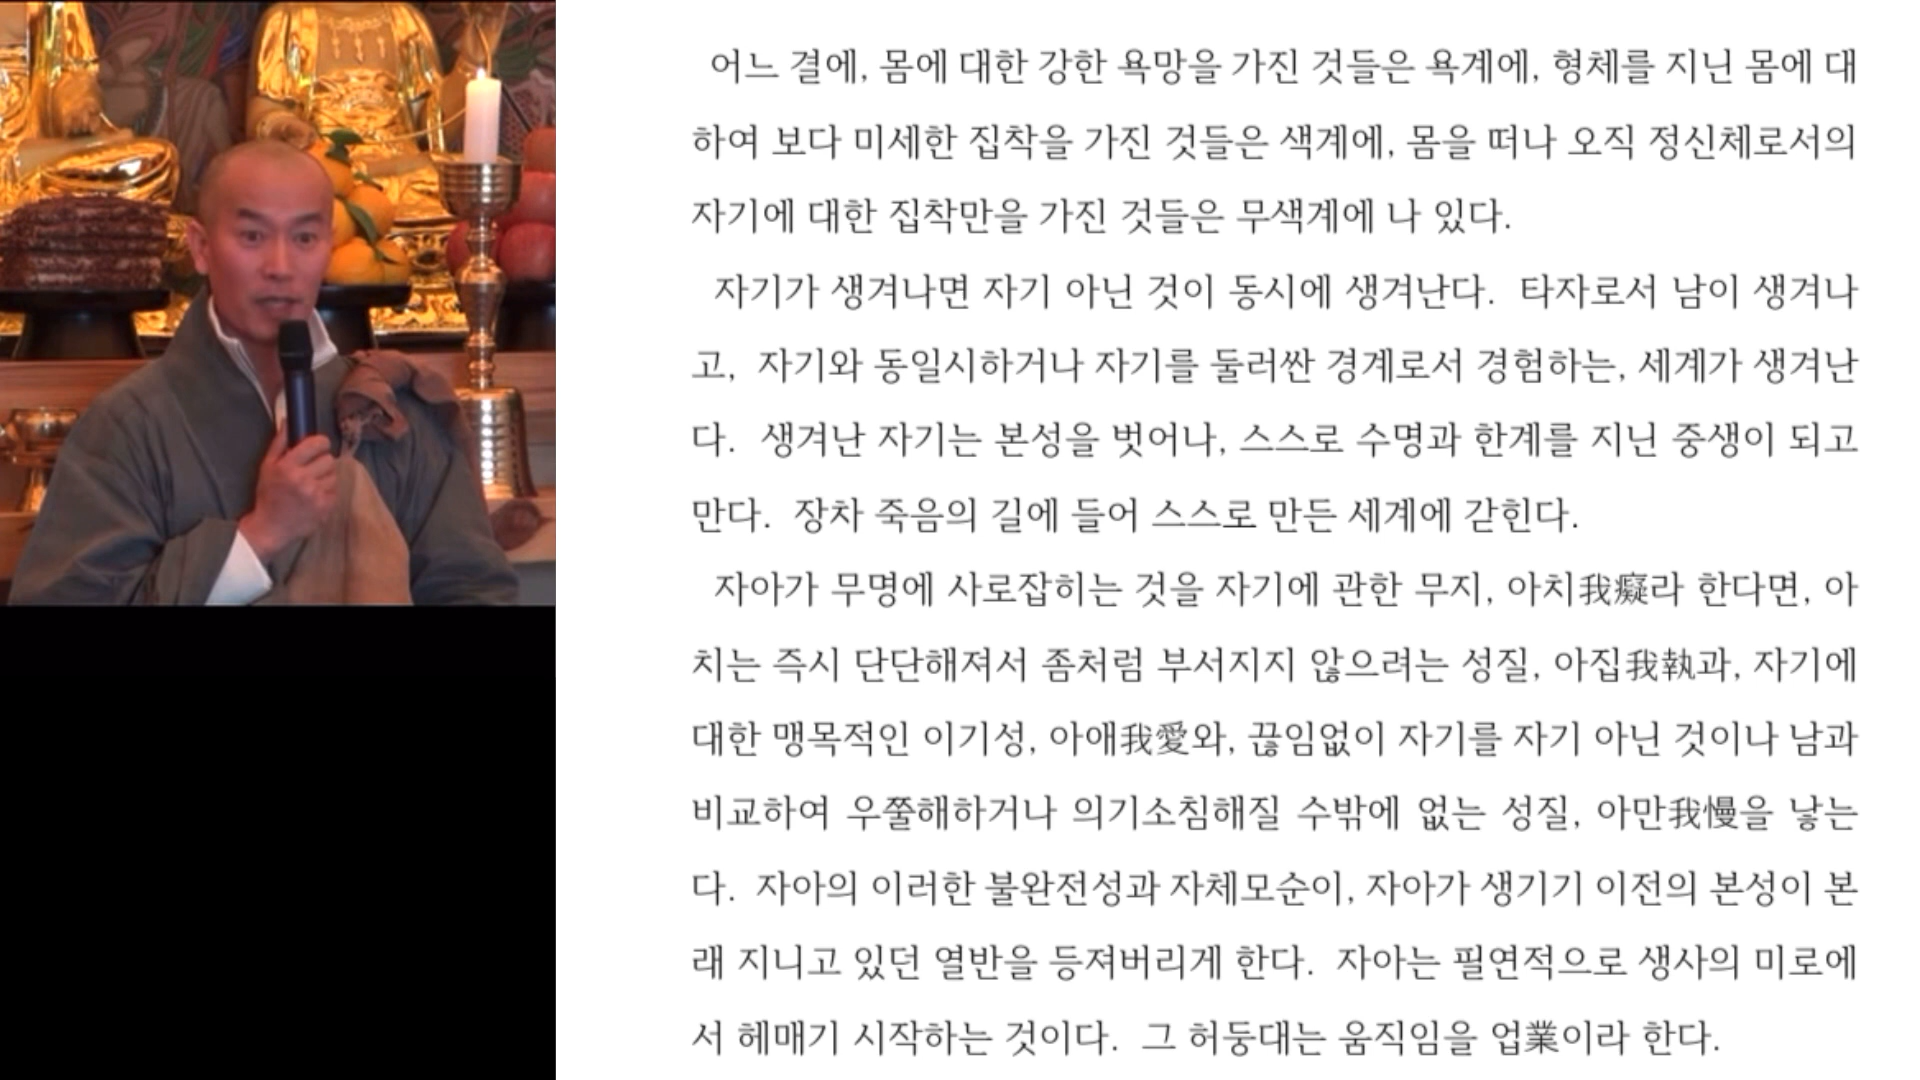 어느 결에, 몸에 대한 강한 욕망을 가진 것들은 욕계에, 형체를 지닌 몸에 대
하여 보다 미세한 집착을 가진 것들은 색계에, 몸을 떠나 오직 정신체로서의
자기에 대한 집착만을 가진 것들은 무색계에 나 있다.
자기가 생겨나면 자기 아닌 것이 동시에 생겨난다. 타자로서 남이 생겨나
고, 자기와 동일시하거나 자기를 둘러싼 경계로서 경험하는, 세계가 생겨난
다. 생겨난 자기는 본성을 벗어나, 스스로 수명과 한계를 지닌 중생이 되고
만다. 장차 죽음의 길에 들어 스스로 만든 세계에 갇힌다.
자아가 무명에 사로잡히는 것을 자기에 관한 무지, 아치我癡라 한다면, 아
치는 즉시 단단해져서 좀처럼 부서지지 않으려는 성질, 아집我執과, 자기에
대한 맹목적인 이기성, 아애我愛와, 끊임없이 자기를 자기 아닌 것이나 남과
비교하여 우쭐해하거나 의기소침해질 수밖에 없는 성질, 아만我慢을 낳는
다. 자아의 이러한 불완전성과 자체모순이, 자아가 생기기 이전의 본성이 본
래 지니고 있던 열반을 등져버리게 한다. 자아는 필연적으로 생사의 미로에
서 헤매기 시작하는 것이다. 그 허둥대는 움직임을 업業이라 한다.